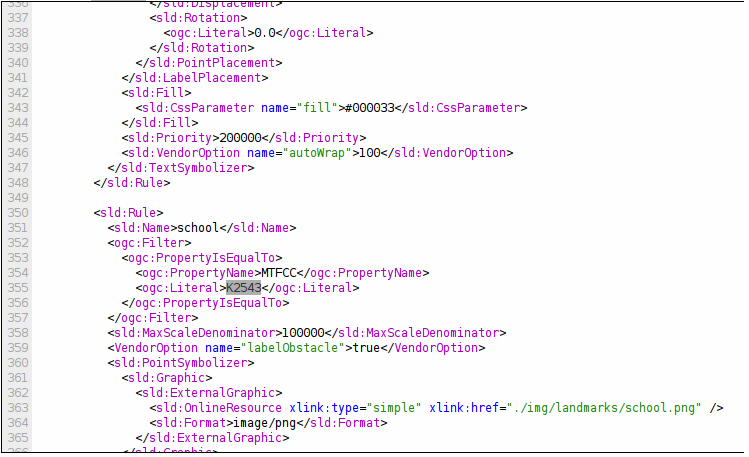 336 </sld:Displacement>
337 <sld:Rotation>
338 <ogc:Literal>0.0</ogc:Literal>
339 </sld:Rotation>
340 </sld:PointPlacement>
341 </sld:LabelPlacement>
342 <sld:Fill>
343 <sld:CssParameter name="fill">#000033</sld:CssParameter>
344 </sld:Fill>
345 <sld:Priority>200000</sld:Priority>
346 <sld:VendorOption name="autoWrap">100</sld:VendorOption>
347 </sld:TextSymbolizer>
348 </sld:Rule>
349
350 <sld:Rule>
351 <sld:Name>school</sld:Name>
352 <ogc:Filter>
353 <ogc:PropertyIsEqualTo>
354 <ogc:PropertyName>MTFCC</ogc:PropertyName>
355 <ogc:Literal>K2543</ogc:Literal>
356 </ogc:PropertyIsEqualTo>
357 </ogc:Filter>
358 <sld:MaxScaleDenominator>100000</sld:MaxScaleDenominator>
359 <VendorOption name="labelObstacle">true</VendorOption>
360 <sld:PointSymbolizer>
361 <sld:Graphic>
362 <sld:ExternalGraphic>
363 <sld:OnlineResource xlink:type="simple" xlink:href="./img/landmarks/school.png" />
364 <sld:Format>image/png</sld:Format>
365 </sld:ExternalGraphic>
366 </sld:Graphic>